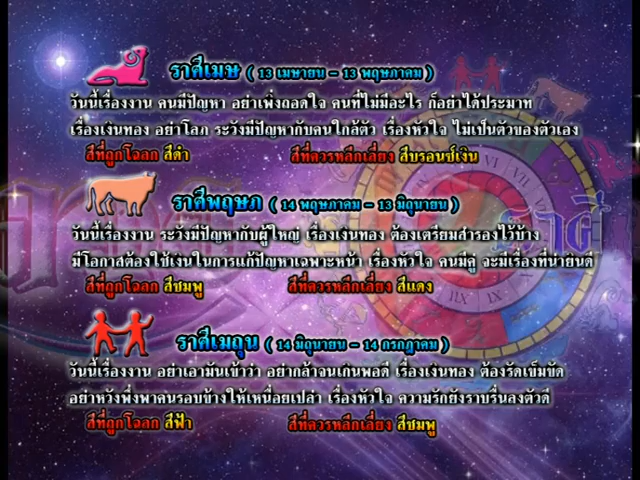 ราศีเมษ ( 13 เมษายน - 13 พฤษภาคม )
วันนี้เรื่องงาน คนมีปัญหา อย่าเพิ่งถอดใจ คนที่ไม่มีอะไร ก็อย่าได้ประมาท
เรื่องเงินทอง อย่าโลภ ระวังมีปัญหากับคนใกล้ตัว เรื่องหัวใจ ไม่เป็นตัวของตัวเอง
สีที่ถูกโฉลก สีดำ สีที่ควรหลีกเลี่ยง สีบรอนซ์เงิน
ราศีพฤษภ ( 14 พฤษภาคม - 13 มิถุนายน )
วันนี้เรื่องงาน ระวังมีปัญหากับผู้ใหญ่ เรื่องเงินทอง ต้องเตรียมสำรองไว้บ้าง
มีโอกาสต้องใช้เงินในการแก้ปัญหาเฉพาะหน้า เรื่องหัวใจ คนมีคู่ จะมีเรื่องที่น่ายินดี
สีที่ถูกโฉลก สีชมพู สีที่ควรหลีกเลี่ยง สีแดง
ราศีเมถุน ( 14 มิถุนายน - 14 กรกฎาคม )
วันนี้เรื่องงาน อย่าเอามันเข้าว่า อย่ากล้าจนเกินพอดี เรื่องเงินทอง ต้องรัดเข็มขัด
อย่าหวังพึ่งพาคนรอบข้างให้เหนื่อยเปล่า เรื่องหัวใจ ความรักยังราบรื่นลงตัวดี
สีที่ถูกโฉลก สีฟ้า สีที่ควรหลีกเลี่ยง สีชมพู